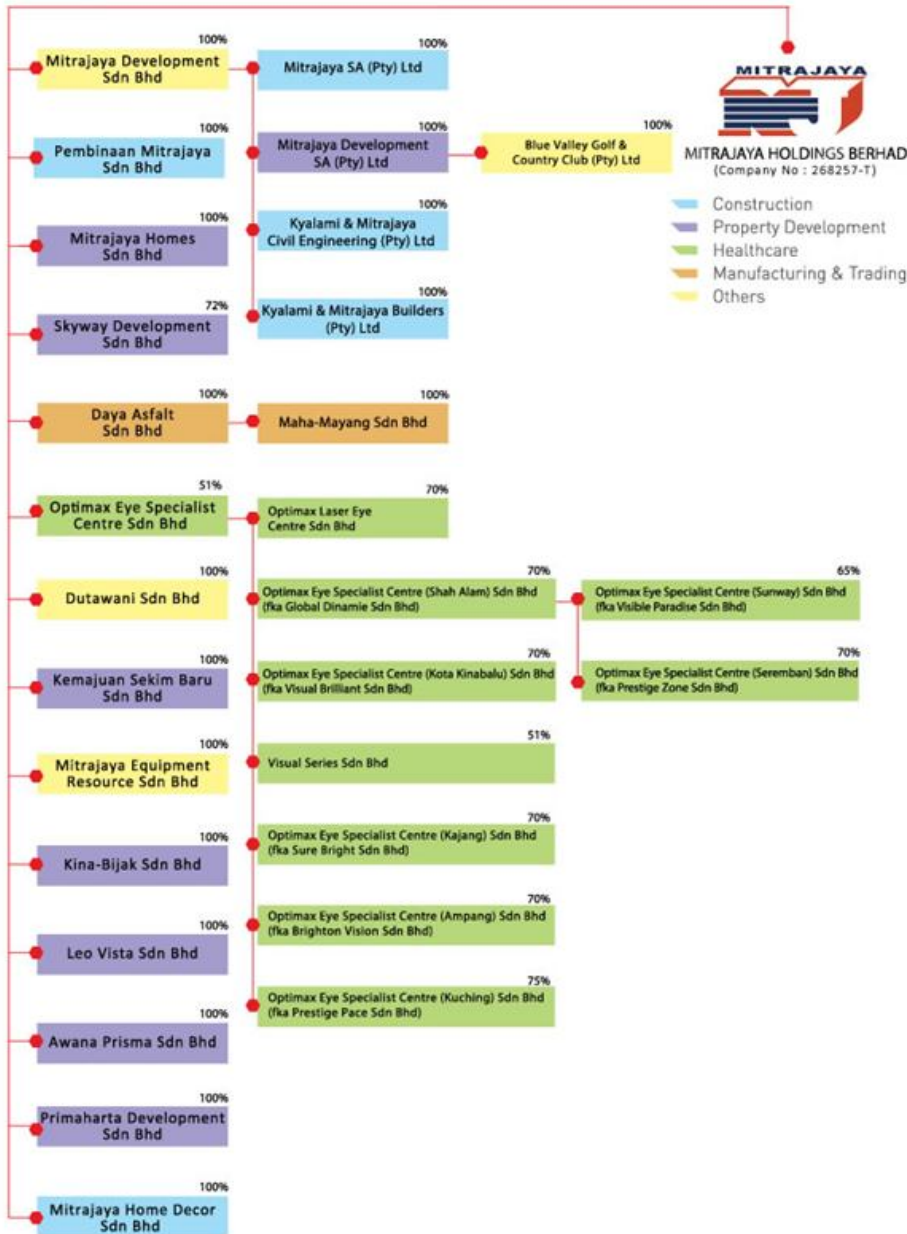 MITRAJAYA
MITRAJAYA HOLDINGS BERHAD
(Company No : 268257-T)
Construction
Property Development
Healthcare
Manufacturing & Trading
Others
100%
Mitrajaya Development
Sdn Bhd
100%
Mitrajaya SA (Pty) Ltd
100%
Mitrajaya Development
SA (Pty) Ltd
100%
Blue Valley Golf &
Country Club (Pty) Ltd
100%
Kyalami & Mitrajaya
Civil Engineering (Pty) Ltd
100%
Kyalami & Mitrajaya Builders
(Pty) Ltd
100%
Pembinaan Mitrajaya
Sdn Bhd
100%
Mitrajaya Homes
Sdn Bhd
72%
Skyway Development
Sdn Bhd
100%
Daya Asfalt
Sdn Bhd
100%
Maha-Mayang Sdn Bhd
51%
Optimax Eye Specialist
Centre Sdn Bhd
70%
Optimax Laser Eye
Centre Sdn Bhd
70%
Optimax Eye Specialist Centre (Shah Alam) Sdn Bhd
(fka Global Dinamie Sdn Bhd)
65%
Optimax Eye Specialist Centre (Sunway) Sdn Bhd
(fka Visible Paradise Sdn Bhd)
70%
Optimax Eye Specialist Centre (Seremban) Sdn Bhd
(fka Prestige Zone Sdn Bhd)
70%
Optimax Eye Specialist Centre (Kota Kinabalu) Sdn Bhd
(fka Visual Brilliant Sdn Bhd)
51%
Visual Series Sdn Bhd
70%
Optimax Eye Specialist Centre (Kajang) Sdn Bhd
(fka Sure Bright Sdn Bhd)
70%
Optimax Eye Specialist Centre (Ampang) Sdn Bhd
(fka Brighton Vision Sdn Bhd)
75%
Optimax Eye Specialist Centre (Kuching) Sdn Bhd
(fka Prestige Pace Sdn Bhd)
100%
Dutawani Sdn Bhd
100%
Kemajuan Sekim Baru
Sdn Bhd
100%
Mitrajaya Equipment
Resource Sdn Bhd
100%
Kina-Bijak Sdn Bhd
100%
Leo Vista Sdn Bhd
100%
Awana Prisma Sdn Bhd
100%
Primaharta Development
Sdn Bhd
100%
Mitrajaya Home Decor
Sdn Bhd